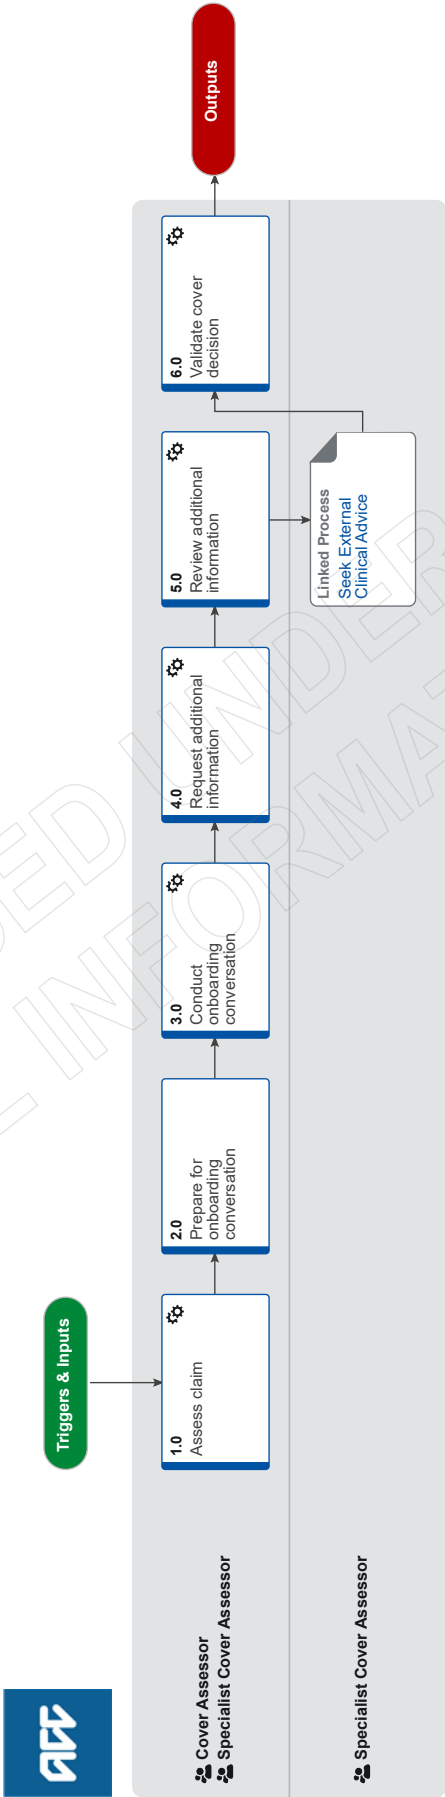 ACC
Triggers & Inputs
Cover Assessor
Specialist Cover Assessor
1.0
Assess claim
2.0
Prepare for
onboarding
conversation
3.0
Conduct
onboarding
conversation
4.0
Request additional
information
5.0
Review additional
information
6.0
Validate cover
decision
Outputs
Specialist Cover Assessor
Linked Process
Seek External
Clinical Advice